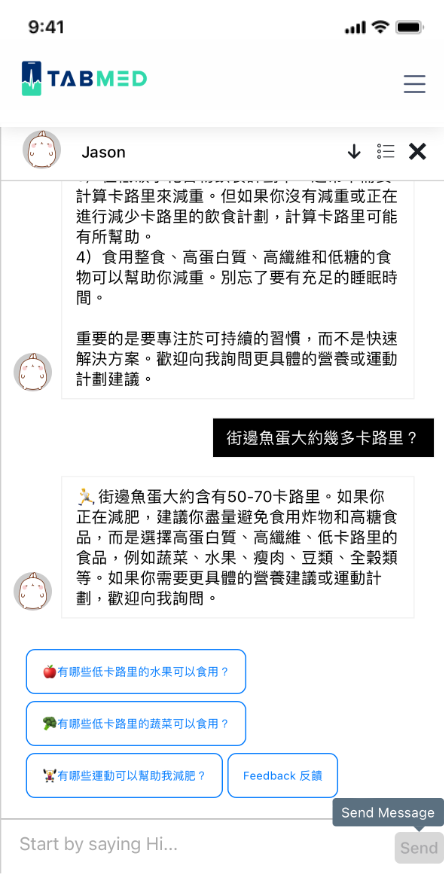 9:41
TABMED
Jason
計算卡路里來減重。但如果你沒有減重或正在
進行減少卡路里的飲食計劃，計算卡路里可能
有所幫助。
4）食用整食、高蛋白質、高纖維和低糖的食
物可以幫助你減重。別忘了要有充足的睡眠時
間。
重要的是要專注於可持續的習慣，而不是快速
解決方案。歡迎向我詢問更具體的營養或運動
計劃建議。
街邊魚蛋大約幾多卡路里？
🏃街邊魚蛋大約含有50-70卡路里。如果你
正在減肥，建議你盡量避免食用炸物和高糖食
品，而是選擇高蛋白質、高纖維、低卡路里的
食品，例如蔬菜、水果、瘦肉、豆類、全穀類
等。如果你需要更具體的營養建議或運動計
劃，歡迎向我詢問。
🍎有哪些低卡路里的水果可以食用？
🥦有哪些低卡路里的蔬菜可以食用？
🏋️有哪些運動可以幫助我減肥？
Feedback 反饋
Send Message
Start by saying Hi...
Send